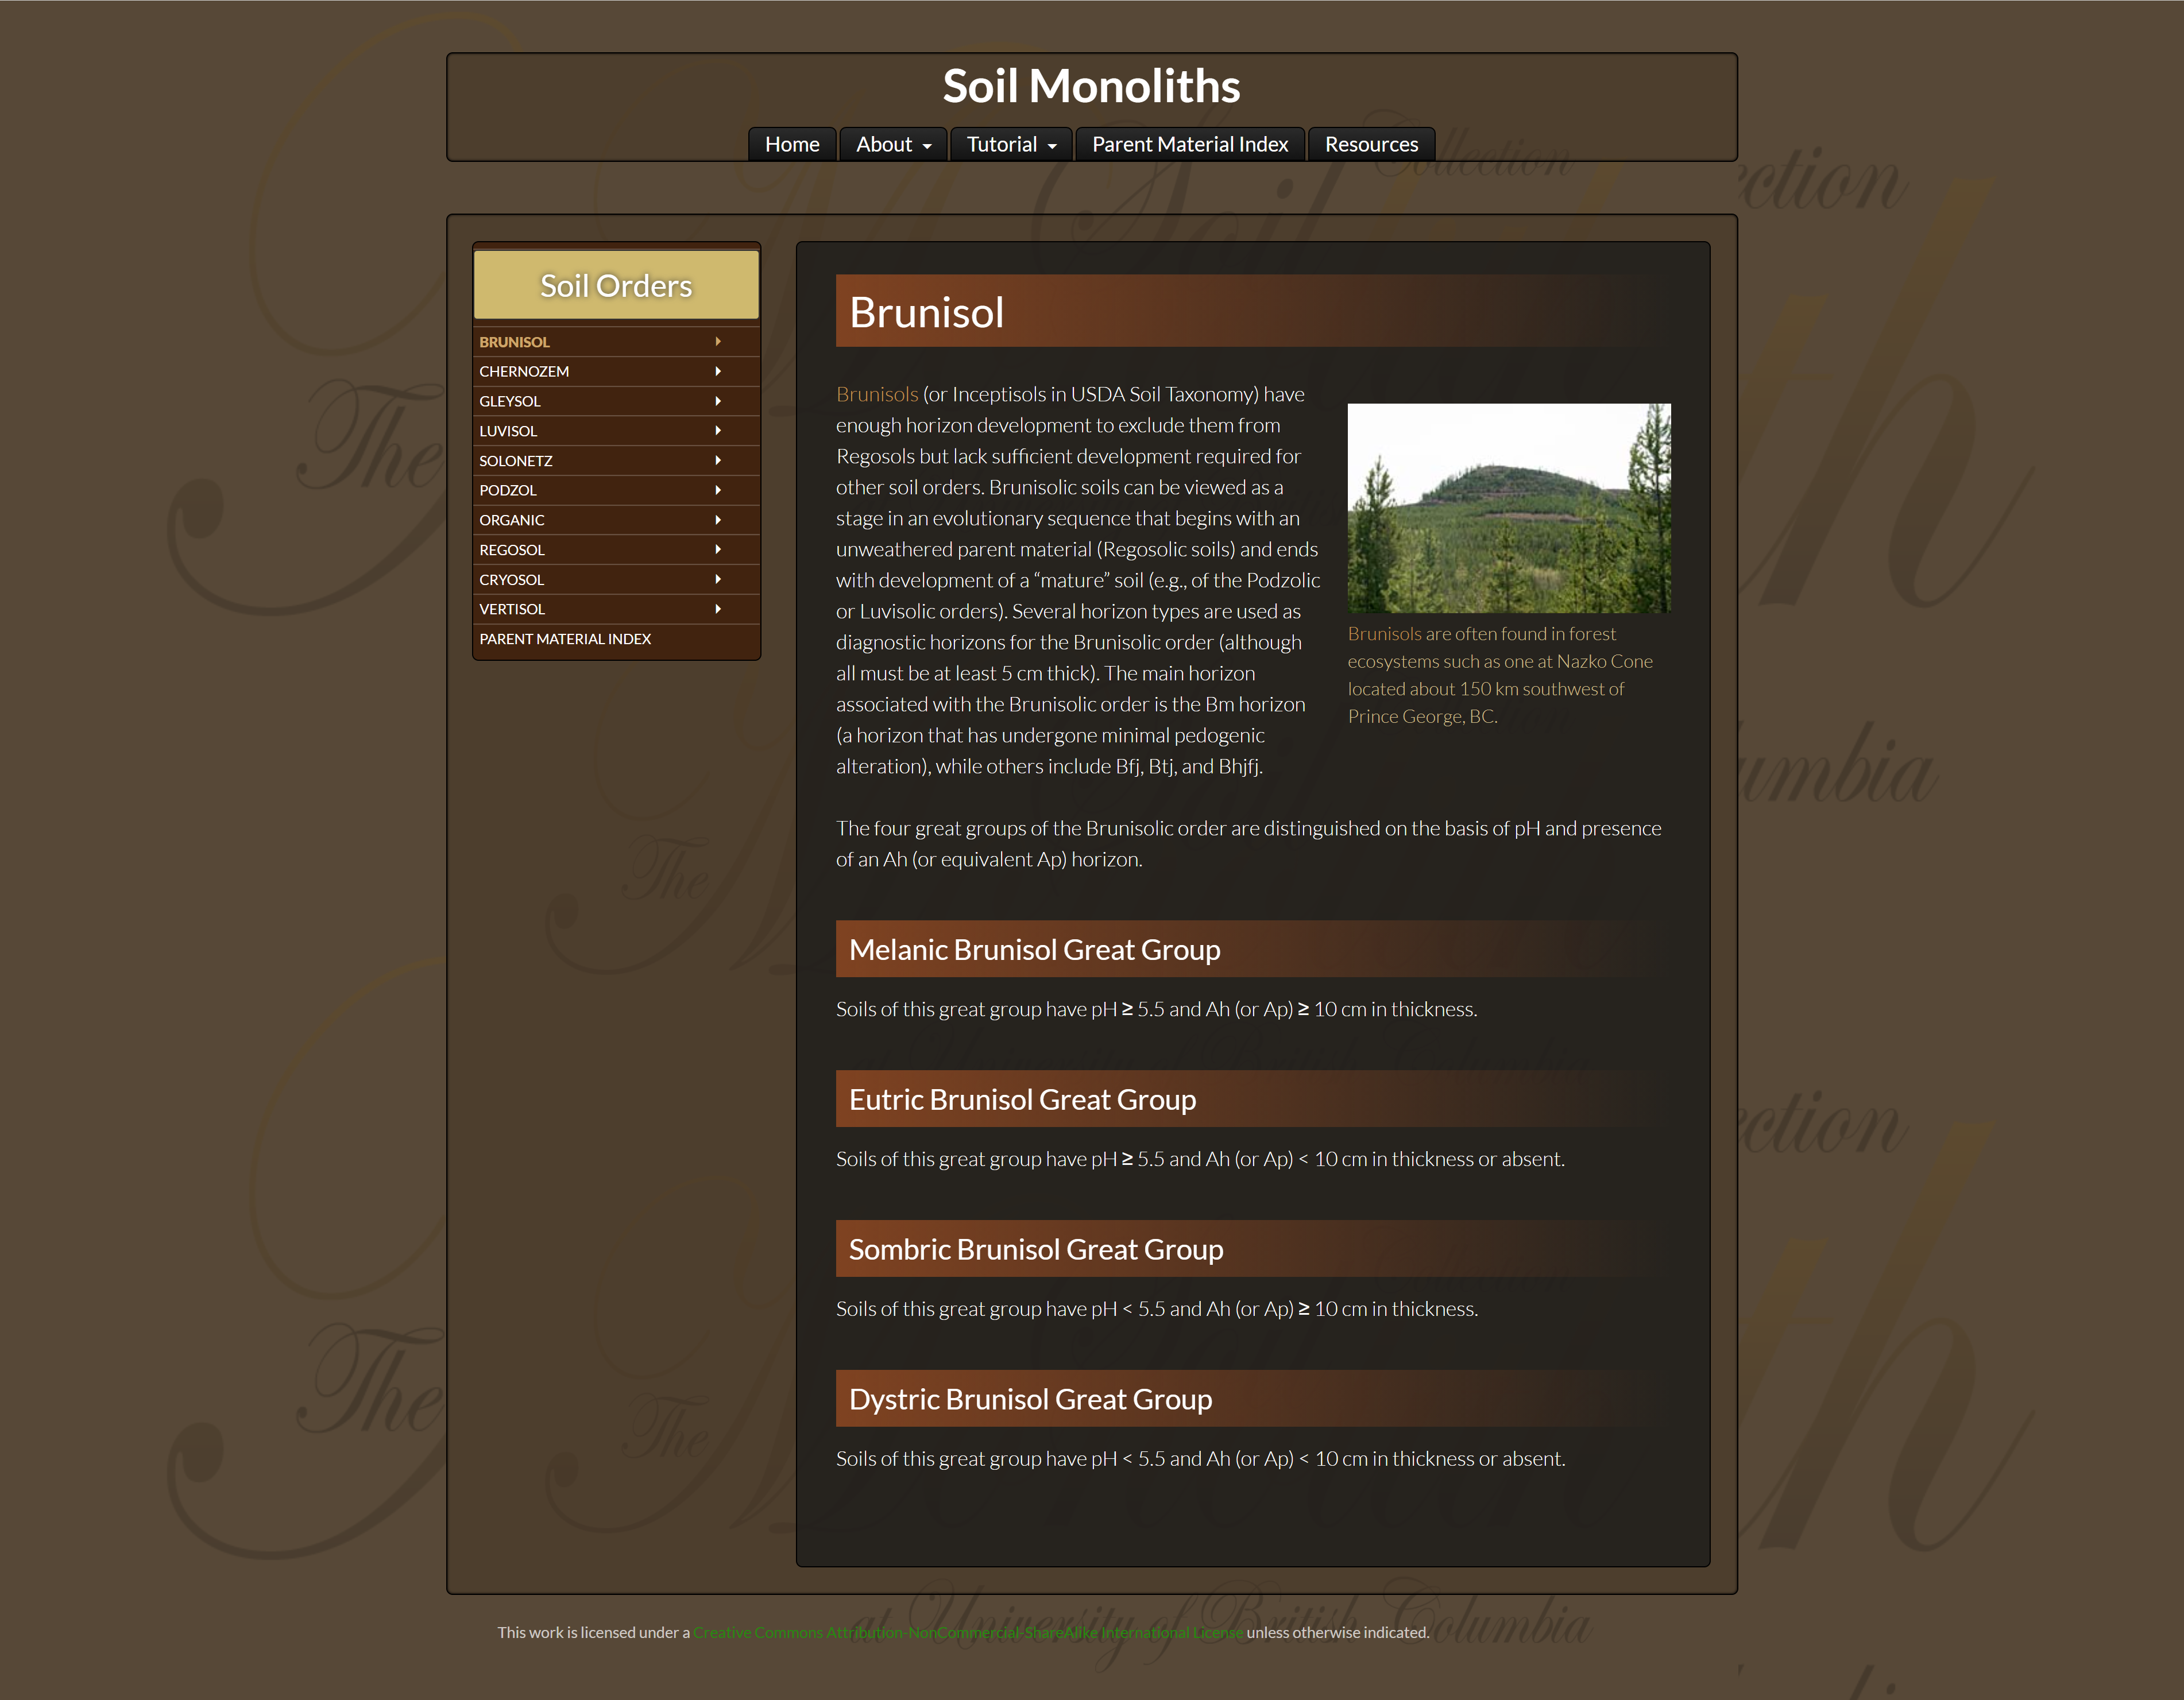 Soil Monoliths
Home About Tutorial Parent Material Index Resources
Soil Orders
BRUNISOL
CHERNOZEM
GLEYSOL
LUVISOL
SOLONETZ
PODZOL
ORGANIC
REGOSOL
CRYOSOL
VERTISOL
PARENT MATERIAL INDEX
Brunisol
Brunisols (or Inceptisols in USDA Soil Taxonomy) have
enough horizon development to exclude them from
Regosols but lack sufficient development required for
other soil orders. Brunisolic soils can be viewed as a
stage in an evolutionary sequence that begins with an
unweathered parent material (Regosolic soils) and ends
with development of a “mature” soil (e.g., of the Podzolic
or Luvisolic orders). Several horizon types are used as
diagnostic horizons for the Brunisolic order (although
all must be at least 5 cm thick). The main horizon
associated with the Brunisolic order is the Bm horizon
(a horizon that has undergone minimal pedogenic
alteration), while others include Bfj, Btj, and Bhjfj.
Brunisols are often found in forest
ecosystems such as one at Nazko Cone
located about 150 km southwest of
Prince George, BC.
The four great groups of the Brunisolic order are distinguished on the basis of pH and presence
of an Ah (or equivalent Ap) horizon.
Melanic Brunisol Great Group
Soils of this great group have pH ≥ 5.5 and Ah (or Ap) ≥ 10 cm in thickness.
Eutric Brunisol Great Group
Soils of this great group have pH ≥ 5.5 and Ah (or Ap) < 10 cm in thickness or absent.
Sombric Brunisol Great Group
Soils of this great group have pH < 5.5 and Ah (or Ap) ≥ 10 cm in thickness.
Dystric Brunisol Great Group
Soils of this great group have pH < 5.5 and Ah (or Ap) < 10 cm in thickness or absent.
This work is licensed under a Creative Commons Attribution-NonCommercial-ShareAlike International License unless otherwise indicated.
The
Soil
Collection
at University of British Columbia